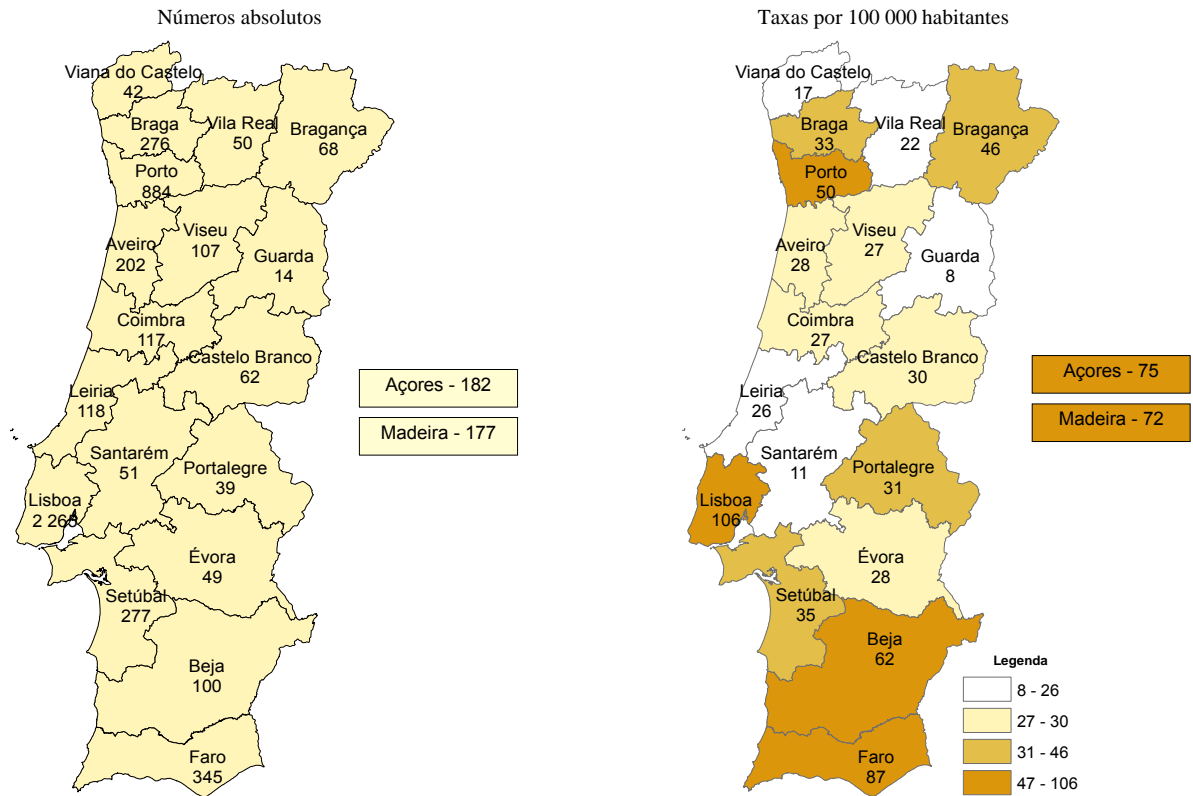 Números absolutos
Viana do Castelo
42
Braga
276
Vila Real
50
Bragança
68
Porto
884
Aveiro
202
Viseu
107
Guarda
14
Coimbra
117
Castelo Branco
62
Leiria
118
Santarém
51
Portalegre
39
Lisboa
2 265
Évora
49
Setúbal
277
Beja
100
Faro
345
Açores - 182
Madeira - 177
Taxas por 100 000 habitantes
Viana do Castelo
17
Braga
33
Vila Real
22
Bragança
46
Porto
50
Aveiro
28
Viseu
27
Guarda
8
Coimbra
27
Castelo Branco
30
Leiria
26
Santarém
11
Portalegre
31
Lisboa
106
Évora
28
Setúbal
35
Beja
62
Faro
87
Açores - 75
Madeira - 72
Legenda
8 - 26
27 - 30
31 - 46
47 - 106